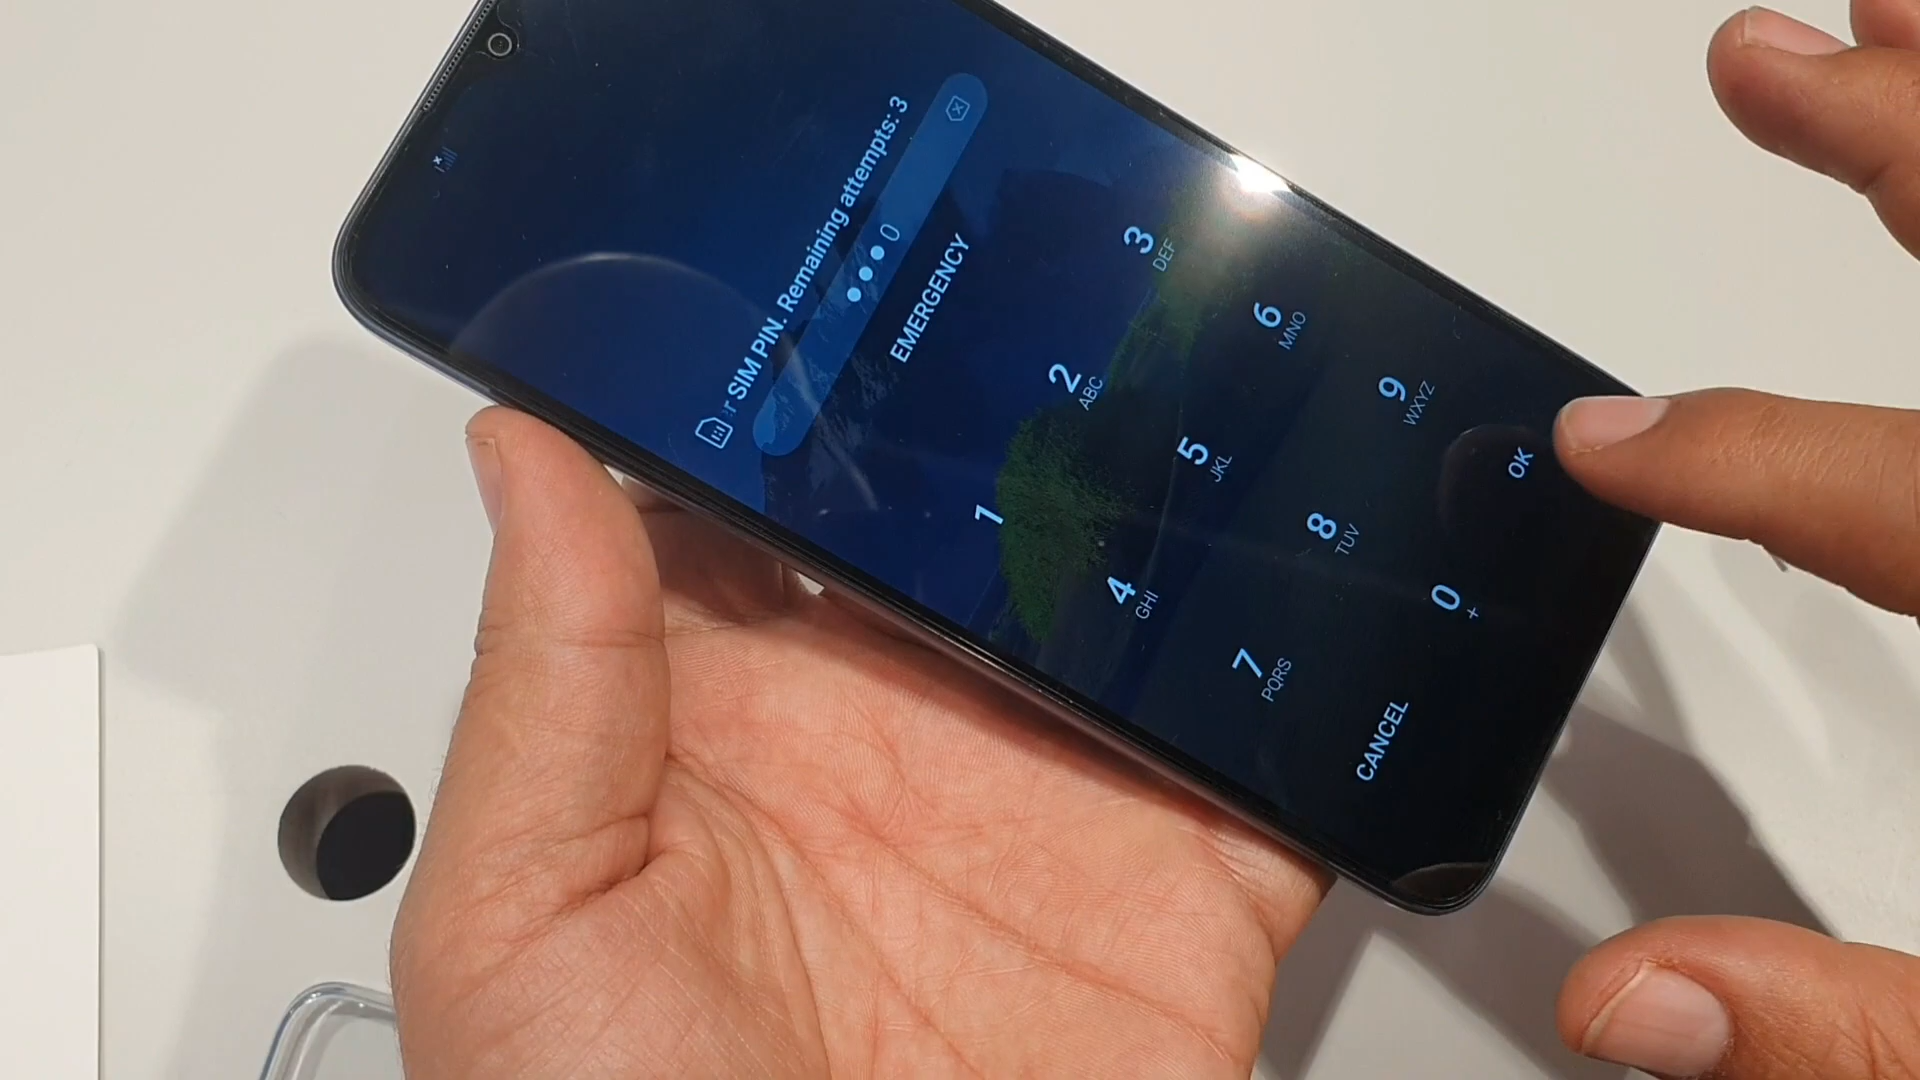 SIM PIN. Remaining attempts: 3
•••0
EMERGENCY
1
2 ABC
3 DEF
4 GHI
5 JKL
6 MNO
7 PQRS
8 TUV
9 WXYZ
CANCEL
0 +
OK